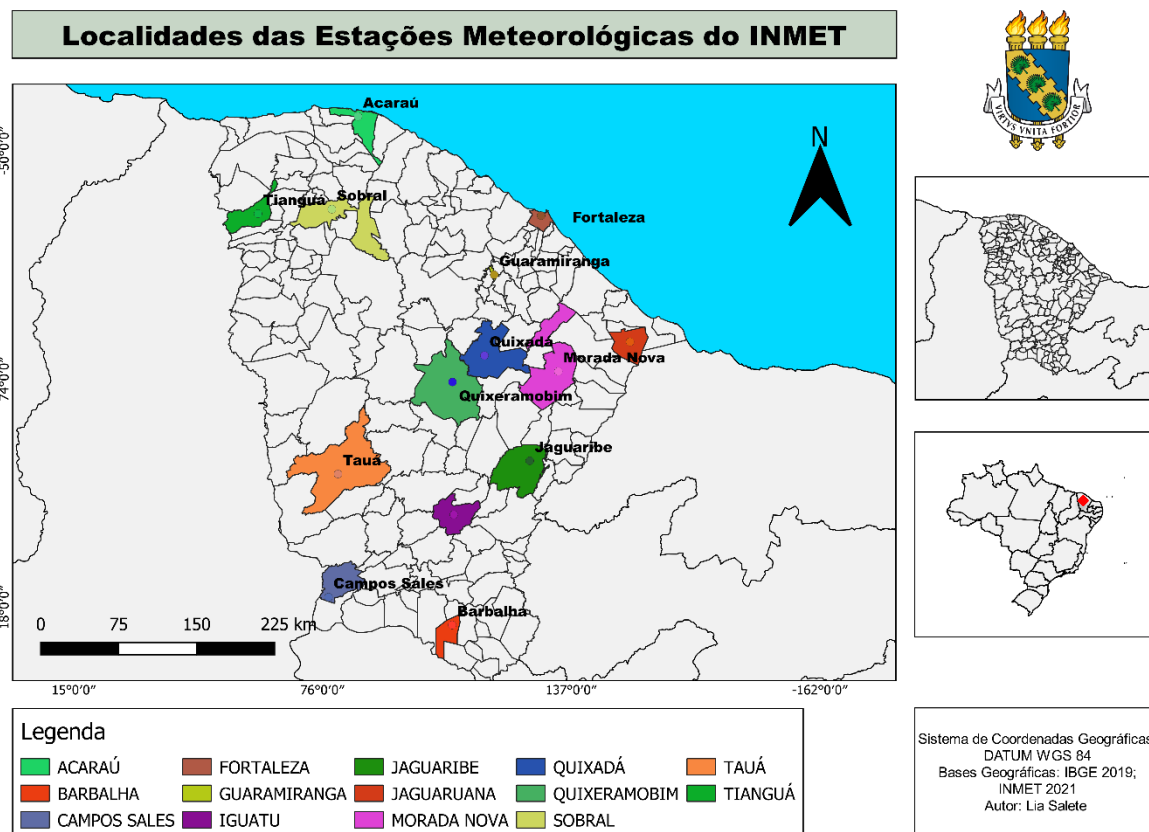 Localidades das Estações Meteorológicas do INMET
VIRTVS VNITA FORTIOR
Acaraú
N
Tianguá
Sobral
Fortaleza
Guaramiranga
Quixadá
Morada Nova
Quixeramobim
Tauá
Jaguaribe
Campos Sales
Barbalha
0 75 150 225 km
-50°0'0"
74°0'0"
18°0'0"
15°0'0" 766°0'0" 1379°0'0" -162°0'0"
Legenda
ACARAÚ FORTALEZA JAGUARIBE QUIXADÁ TAUÁ
BARBALHA GUARAMIRANGA JAGUARUANA QUIXERAMOBIM TIANGUÁ
CAMPOS SALES IGUATU MORADA NOVA SOBRAL
Sistema de Coordenadas Geográficas
DATUM WGS 84
Bases Geográficas: IBGE 2019;
INMET 2021
Autor: Lia Salete